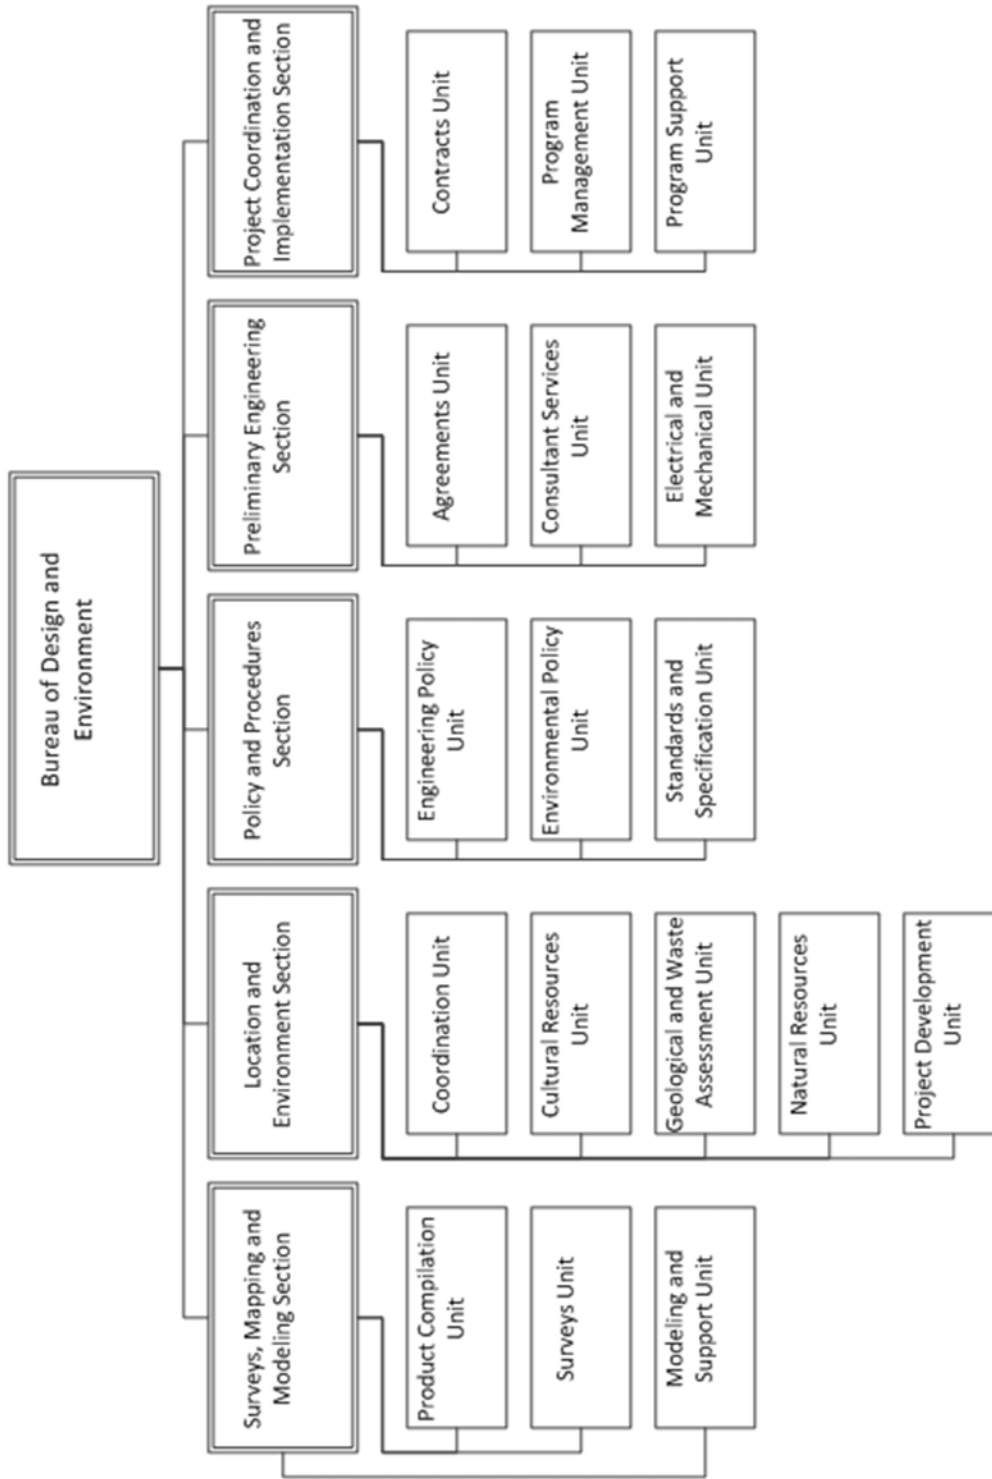 Bureau of Design and
Environment
Surveys, Mapping and
Modeling Section
Product Compilation
Unit
Surveys Unit
Modeling and
Support Unit
Location and
Environment Section
Coordination Unit
Cultural Resources
Unit
Geological and Waste
Assessment Unit
Natural Resources
Unit
Project Development
Unit
Policy and Procedures
Section
Engineering Policy
Unit
Environmental Policy
Unit
Standards and
Specification Unit
Preliminary Engineering
Section
Agreements Unit
Consultant Services
Unit
Electrical and
Mechanical Unit
Project Coordination and
Implementation Section
Contracts Unit
Program
Management Unit
Program Support
Unit